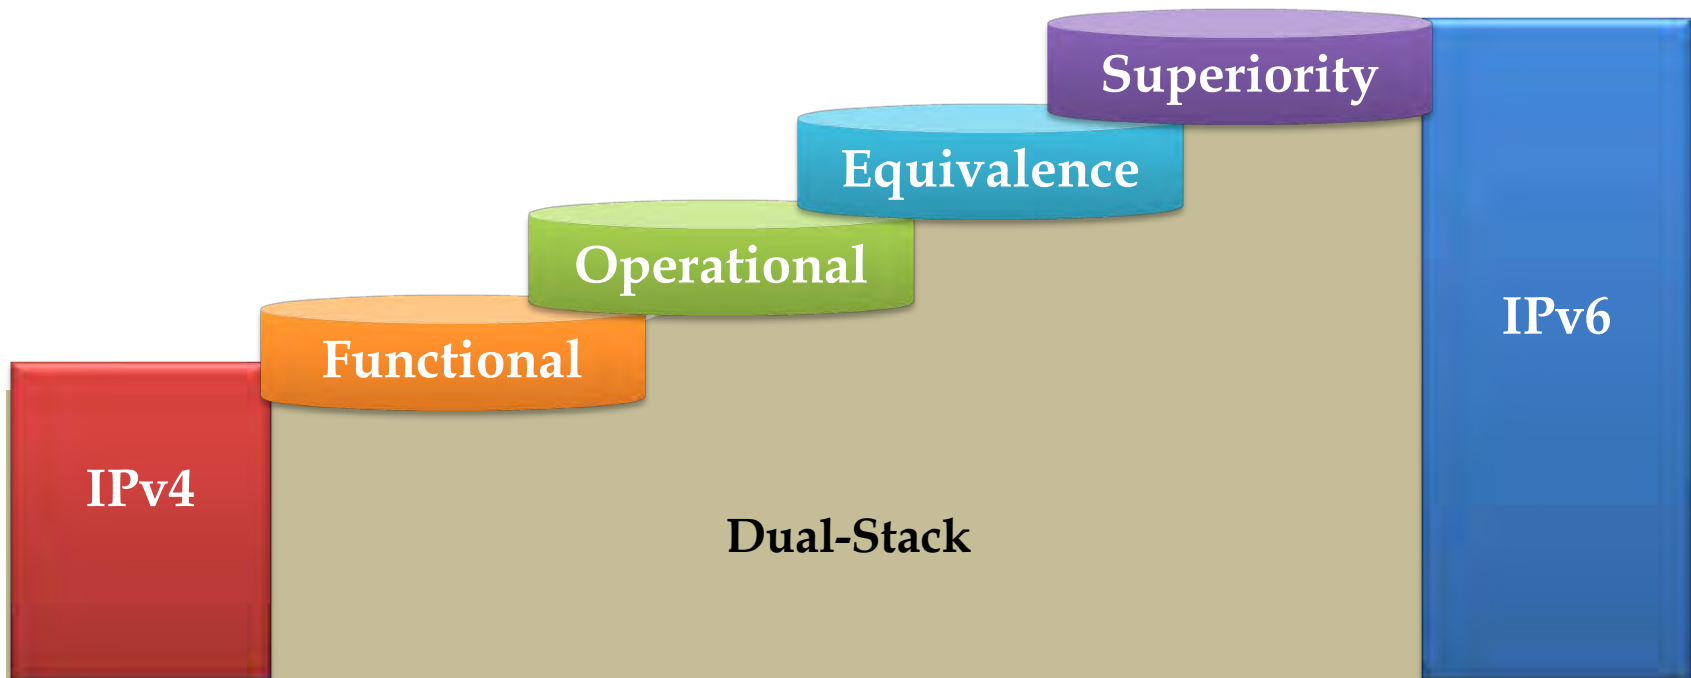 Superiority
Equivalence
Operational
Functional
IPv6
IPv4
Dual-Stack